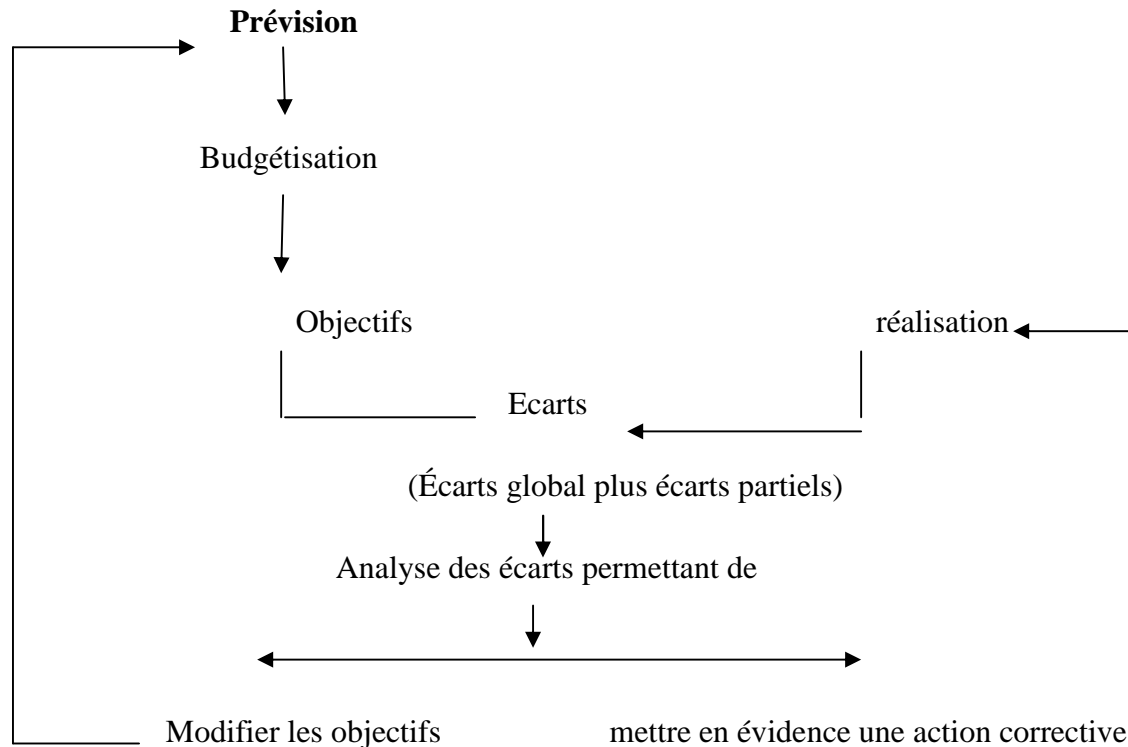 Prévision
Budgétisation
Objectifs réalisation
Ecarts
(Écarts global plus écarts partiels)
Analyse des écarts permettant de
Modifier les objectifs mettre en évidence une action corrective